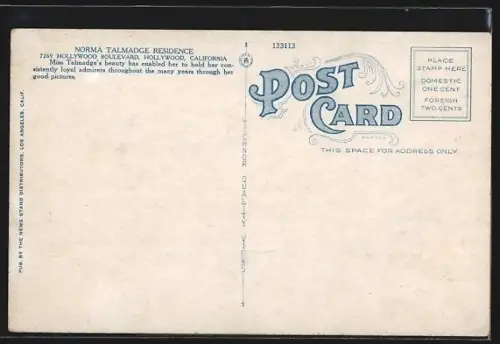 NORMA TALMADGE RESIDENCE
7269 HOLLYWOOD BOULEVARD, HOLLYWOOD, CALIFORNIA
Miss Talmadge's beauty has enabled her to hold her con-
sistently loyal admirers throughout the many years through her
good pictures.
PUB. BY THE NEWS STAND DISTRIBUTORS, LOS ANGELES, CALIF.
123113
POST
CARD
THIS SPACE FOR ADDRESS ONLY
PLACE
STAMP HERE
DOMESTIC
ONE CENT
FOREIGN
TWO CENTS
QUALITY VIEWS